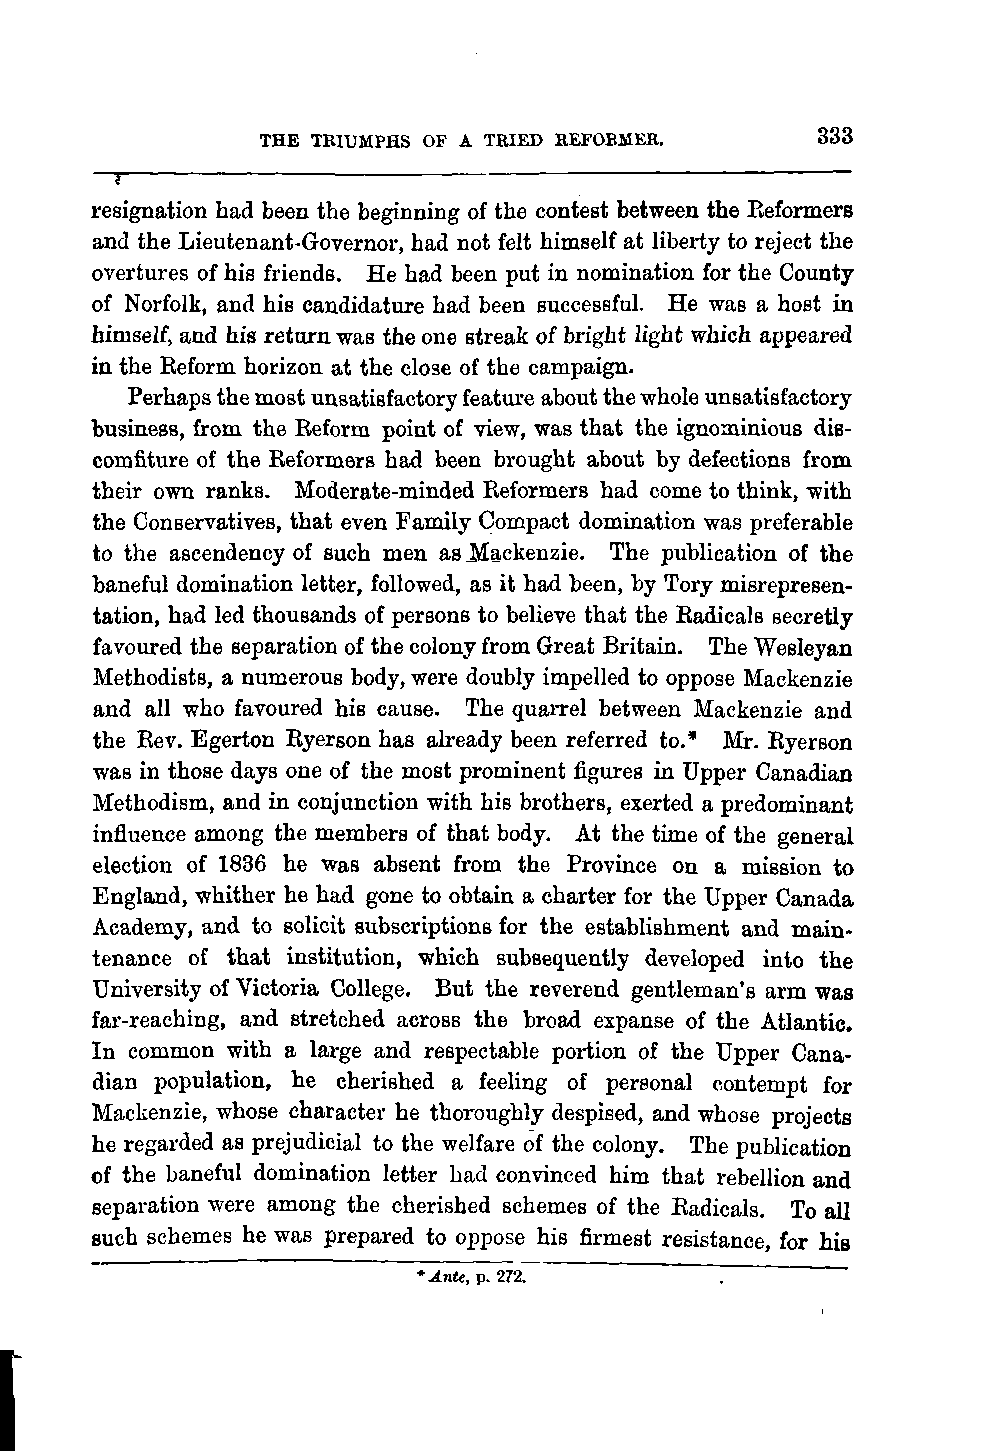 THE TRIUMPHS OF A TRIED REFORMER. 333
resignation had been the beginning of the contest between the Reformers
and the Lieutenant-Governor, had not felt himself at liberty to reject the
overtures of his friends. He had been put in nomination for the County
of Norfolk, and his candidature had been successful. He was a host in
himself, and his return was the one streak of bright light which appeared
in the Reform horizon at the close of the campaign.
Perhaps the most unsatisfactory feature about the whole unsatisfactory
business, from the Reform point of view, was that the ignominious dis-
comfiture of the Reformers had been brought about by defections from
their own ranks. Moderate-minded Reformers had come to think, with
the Conservatives, that even Family Compact domination was preferable
to the ascendency of such men as Mackenzie. The publication of the
baneful domination letter, followed, as it had been, by Tory misrepresen-
tation, had led thousands of persons to believe that the Radicals secretly
favoured the separation of the colony from Great Britain. The Wesleyan
Methodists, a numerous body, were doubly impelled to oppose Mackenzie
and all who favoured his cause. The quarrel between Mackenzie and
the Rev. Egerton Ryerson has already been referred to.* Mr. Ryerson
was in those days one of the most prominent figures in Upper Canadian
Methodism, and in conjunction with his brothers, exerted a predominant
influence among the members of that body. At the time of the general
election of 1836 he was absent from the Province on a mission to
England, whither he had gone to obtain a charter for the Upper Canada
Academy, and to solicit subscriptions for the establishment and main-
tenance of that institution, which subsequently developed into the
University of Victoria College. But the reverend gentleman's arm was
far-reaching, and stretched across the broad expanse of the Atlantic.
In common with a large and respectable portion of the Upper Cana-
dian population, he cherished a feeling of personal contempt for
Mackenzie, whose character he thoroughly despised, and whose projects
he regarded as prejudicial to the welfare of the colony. The publication
of the baneful domination letter had convinced him that rebellion and
separation were among the cherished schemes of the Radicals. To all
such schemes he was prepared to oppose his firmest resistance, for his
* Ante, p. 272.